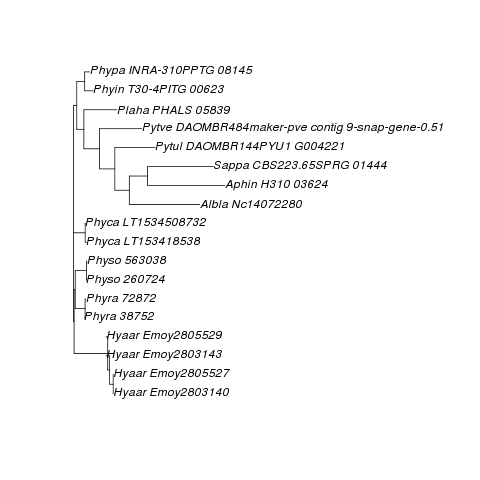 Phypa INRA-310PPTG 08145
Phyin T30-4PITG 00623
Plaha PHALS 05839
Pytve DAOMBR484maker-pve contig 9-snap-gene-0.51
Pytul DAOMBR144PYU1 G004221
Sappa CBS223.65SPRG 01444
Aphin H310 03624
Albla Nc14072280
Phyca LT1534508732
Phyca LT153418538
Physo 563038
Physo 260724
Phyra 72872
Phyra 38752
Hyaar Emoy2805529
Hyaar Emoy2803143
Hyaar Emoy2805527
Hyaar Emoy2803140